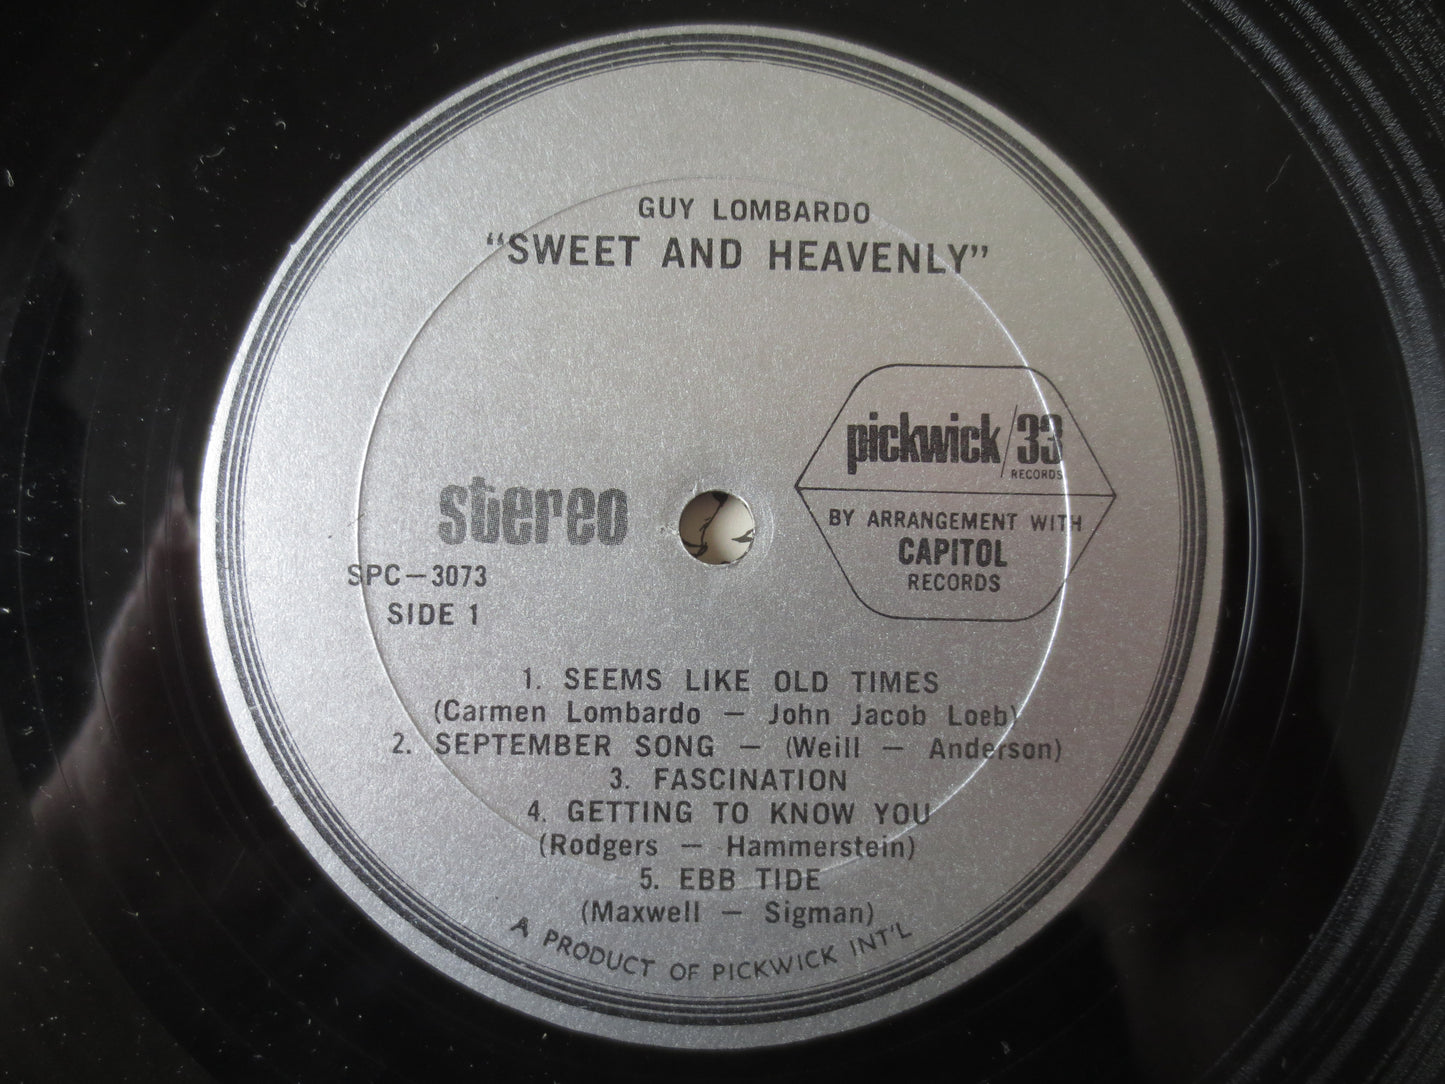 GUY LOMBARDO
“SWEET AND HEAVENLY”
pickwick/33
RECORDS
BY ARRANGEMENT WITH
CAPITOL
RECORDS
stereo
SPC-3073
SIDE 1
1. SEEMS LIKE OLD TIMES
(Carmen Lombardo - John Jacob Loeb)
2. SEPTEMBER SONG - (Weill - Anderson)
3. FASCINATION
4. GETTING TO KNOW YOU
(Rodgers - Hammerstein)
5. EBB TIDE
(Maxwell - Sigman)
A PRODUCT OF PICKWICK INT'L